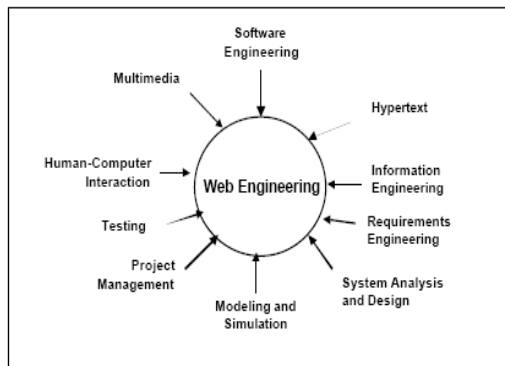 Software
Engineering
Multimedia
Hypertext
Human-Computer
Interaction
Web Engineering
Information
Engineering
Testing
Requirements
Engineering
Project
Management
System Analysis
and Design
Modeling and
Simulation